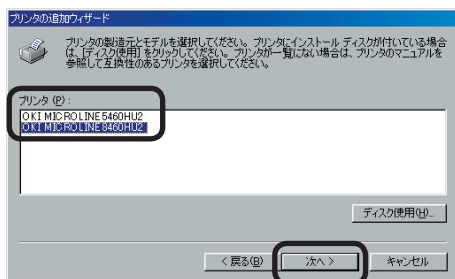 プリンタの追加ウィザード
プリンタの製造元とモデルを選択してください。プリンタにインストール ディスクが付いている場合
は、[ディスク使用] をクリックしてください。プリンタが一覧にない場合は、プリンタのマニュアルを
参照して互換性のあるプリンタを選択してください。
プリンタ (P) :
OKI MICROLINE 5460HU2
OKI MICROLINE 8460HU2
ディスク使用(H)...
< 戻る(B)
次へ >
キャンセル